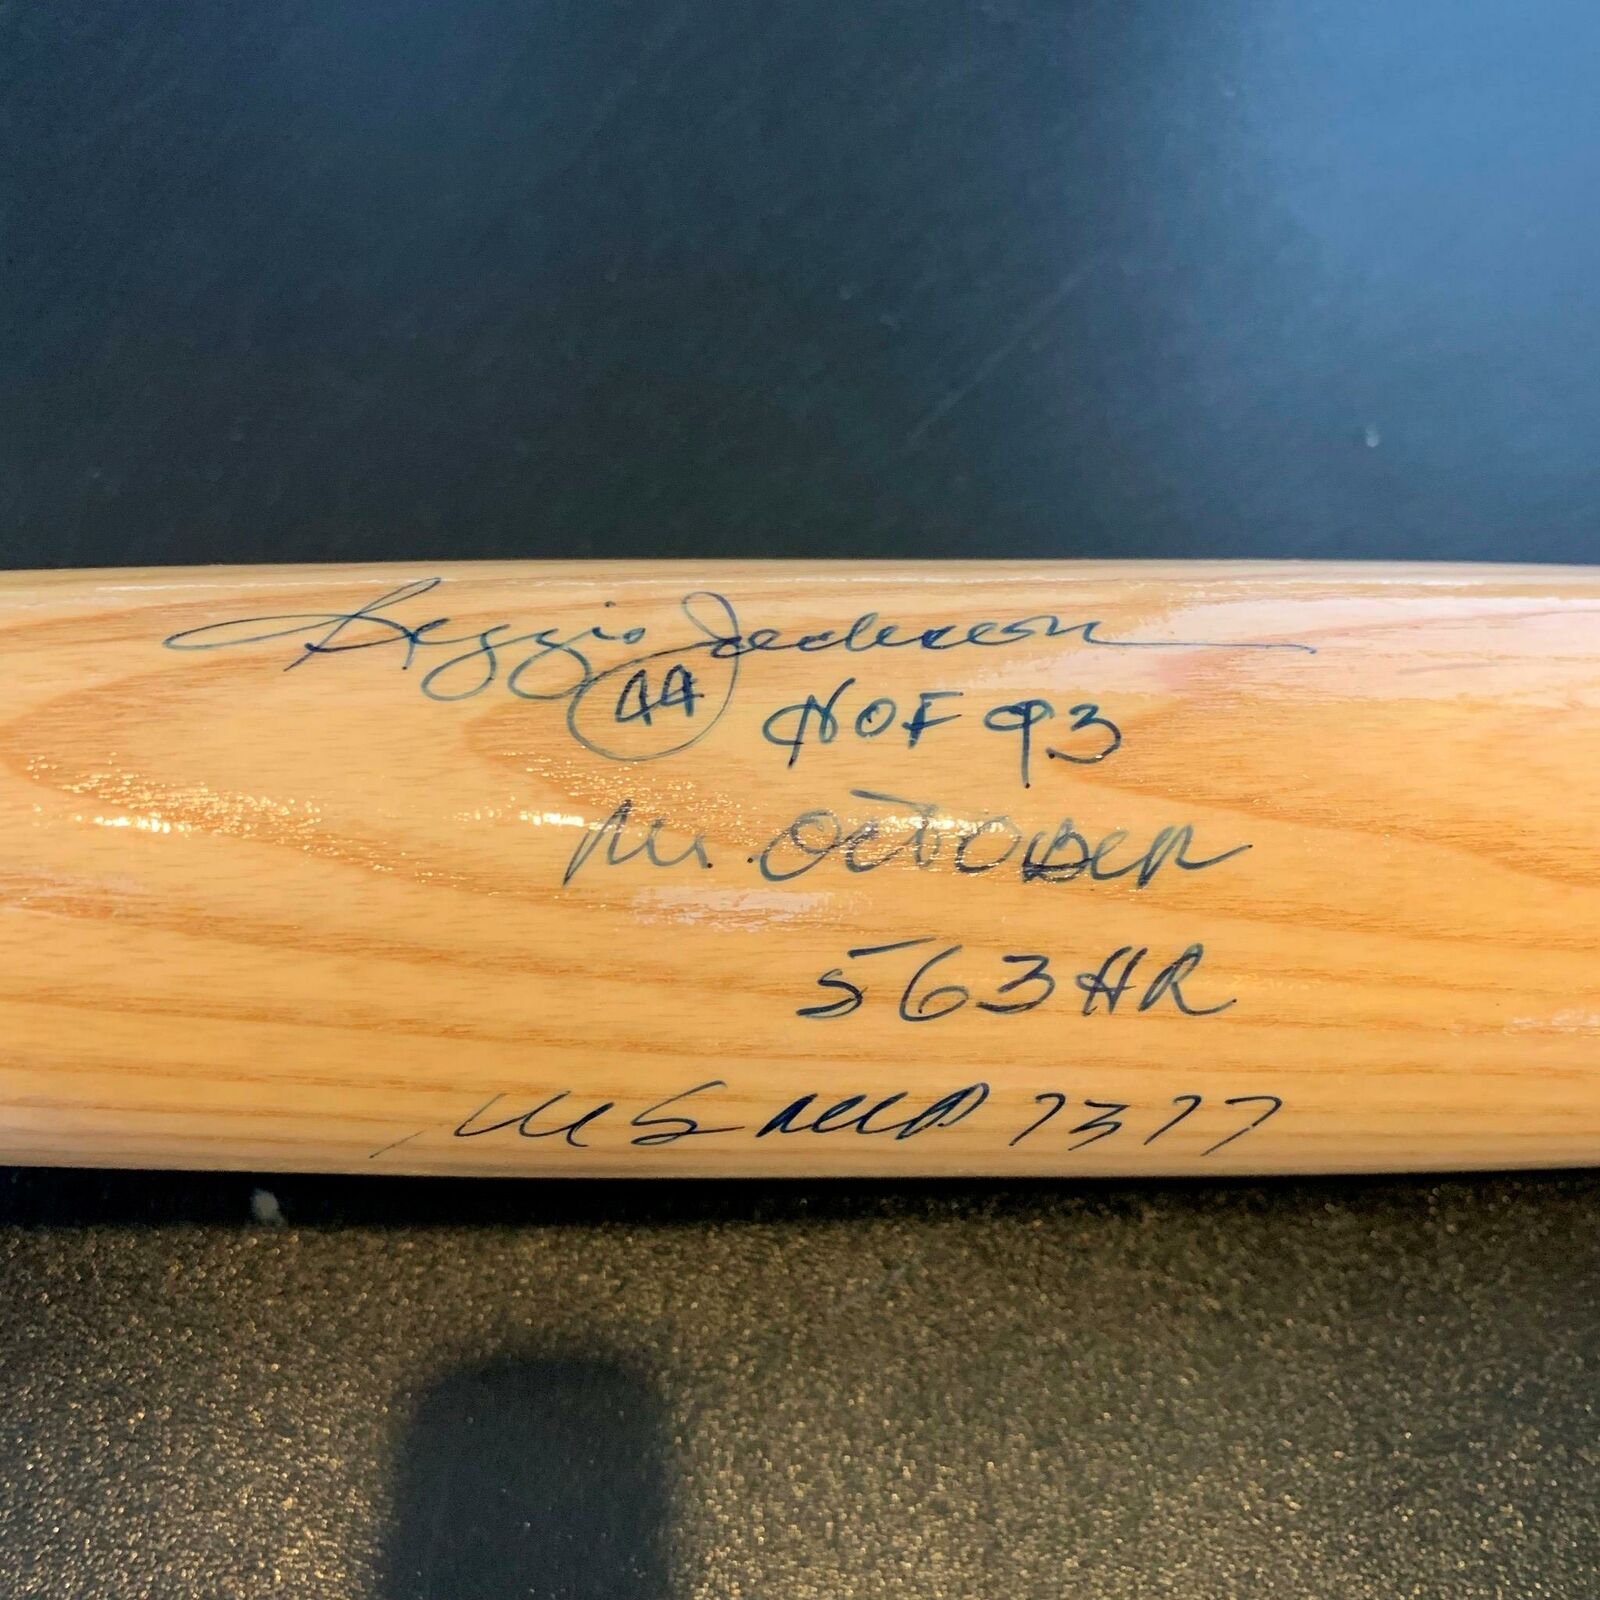 Reggie Jackson
44 HOF 93
Mr. October
563 HR
WS MVP 73 77